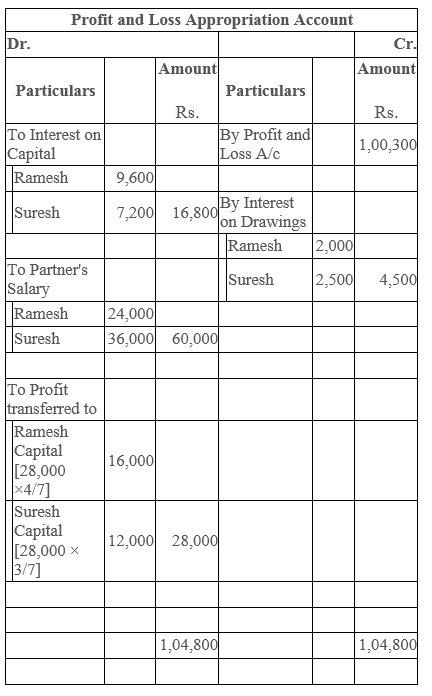 Profit and Loss Appropriation Account
Dr. Cr.
Particulars Amount Rs. Particulars Amount Rs.
To Interest on Capital By Profit and Loss A/c 1,00,300
Ramesh 9,600
Suresh 7,200 16,800 By Interest on Drawings
Ramesh 2,000
To Partner's Salary Suresh 2,500 4,500
Ramesh 24,000
Suresh 36,000 60,000
To Profit transferred to
Ramesh Capital [28,000 ×4/7] 16,000
Suresh Capital [28,000 × 3/7] 12,000 28,000
1,04,800 1,04,800